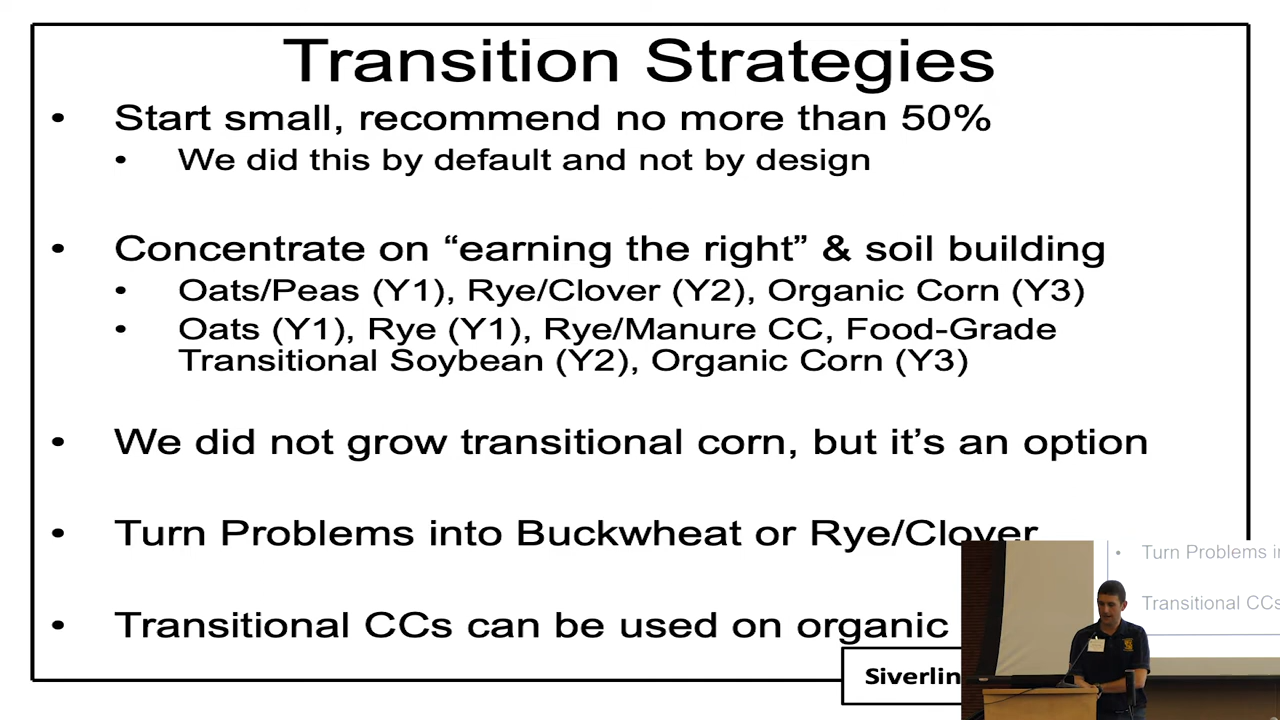 Transition Strategies
• Start small, recommend no more than 50%
• We did this by default and not by design
• Concentrate on “earning the right” & soil building
• Oats/Peas (Y1), Rye/Clover (Y2), Organic Corn (Y3)
• Oats (Y1), Rye (Y1), Rye/Manure CC, Food-Grade
Transitional Soybean (Y2), Organic Corn (Y3)
• We did not grow transitional corn, but it’s an option
• Turn Problems into Buckwheat or Rye/Clover
• Transitional CCs can be used on organic
Siverlin
• Turn Problems i
Transitional CCs